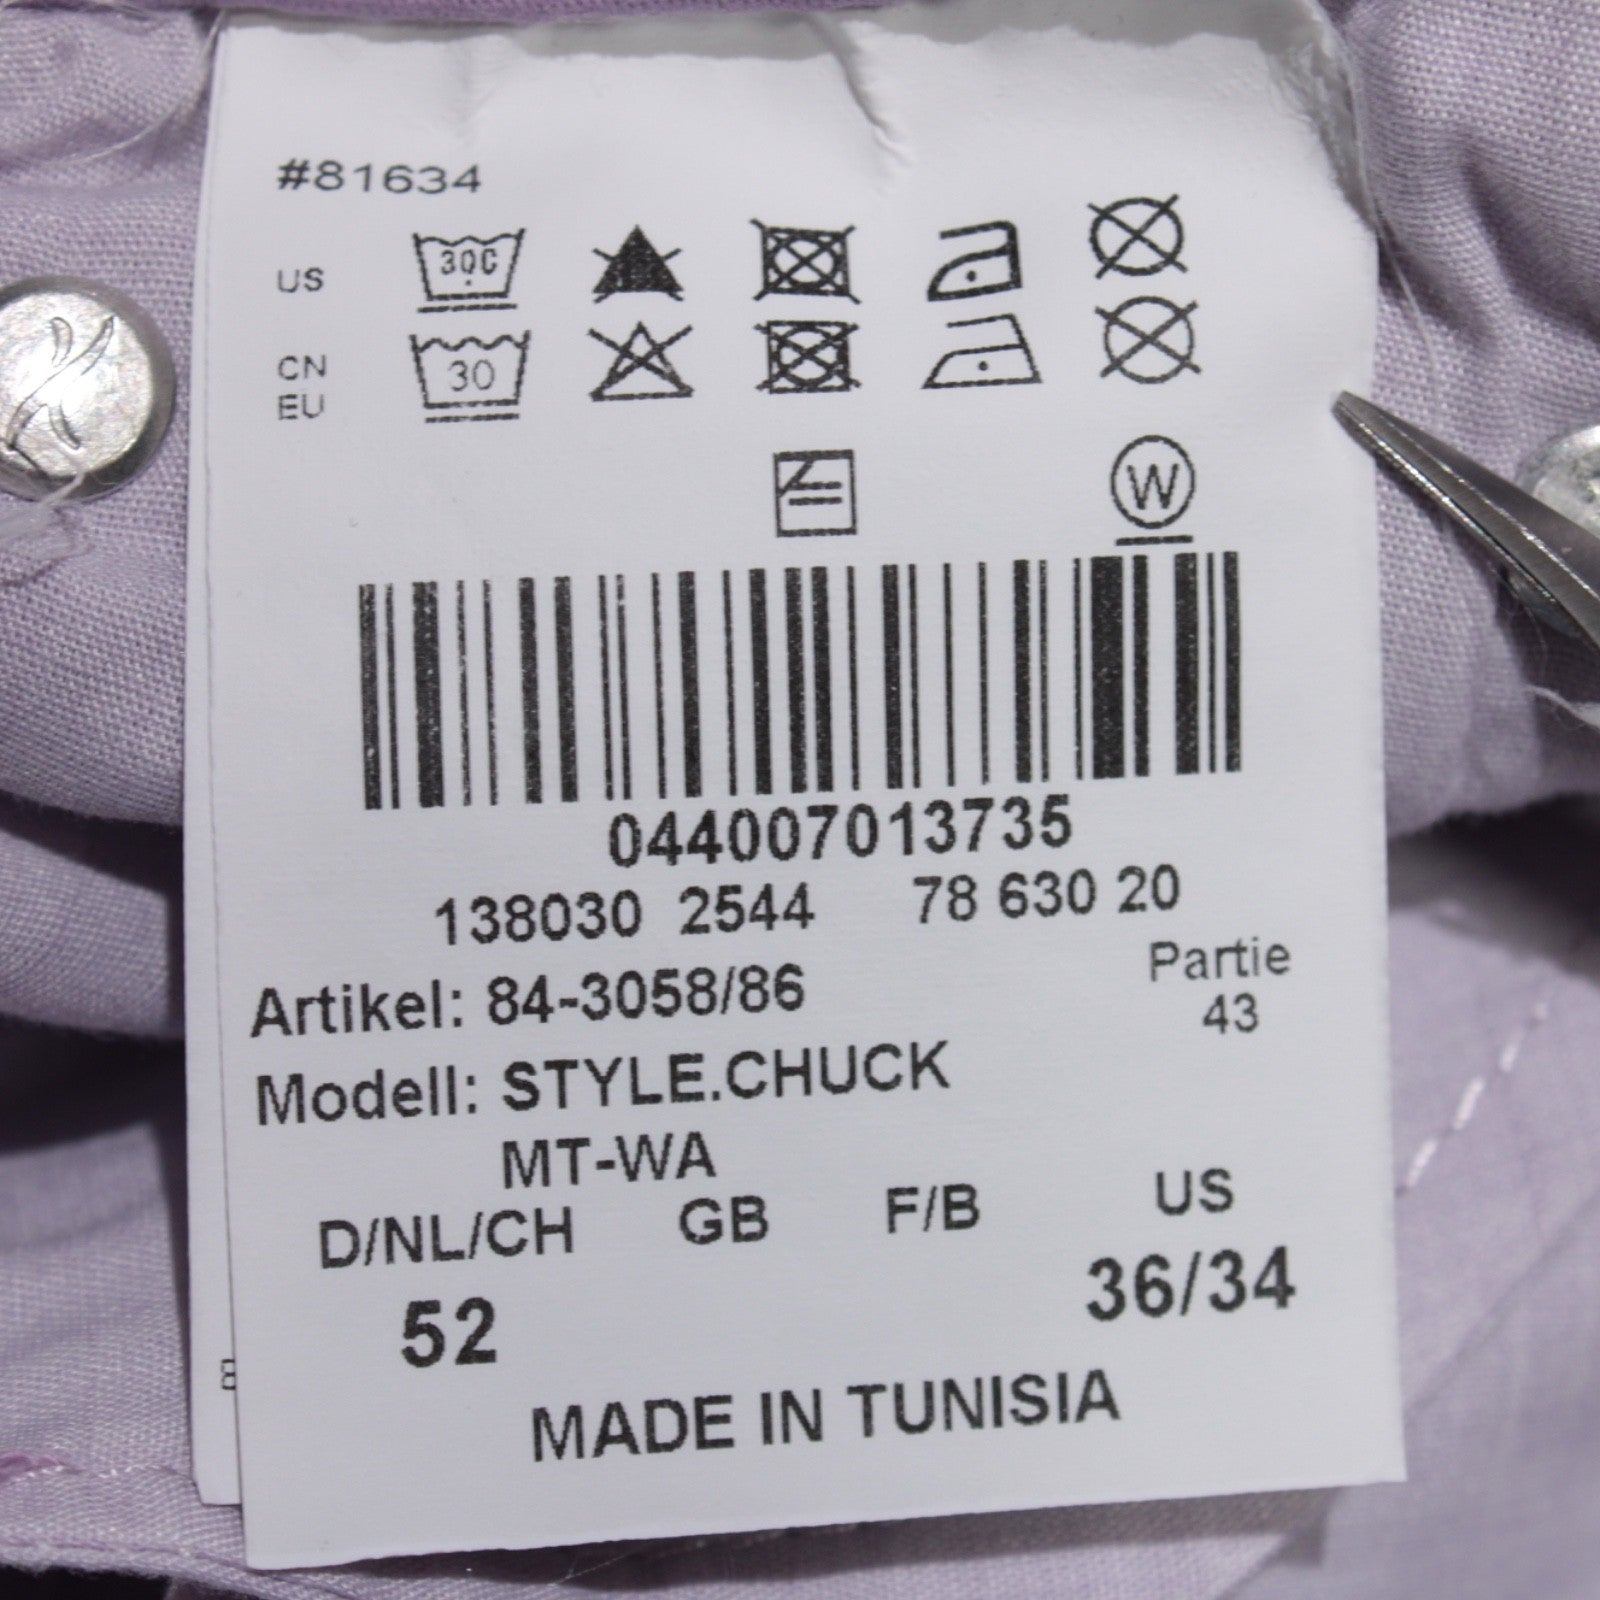 #81634
US 30C
CN
EU 30
W
044007013735
138030 2544 78 630 20
Artikel: 84-3058/86 Partie
43
Modell: STYLE.CHUCK
MT-WA
D/NL/CH GB F/B US
52 36/34
MADE IN TUNISIA